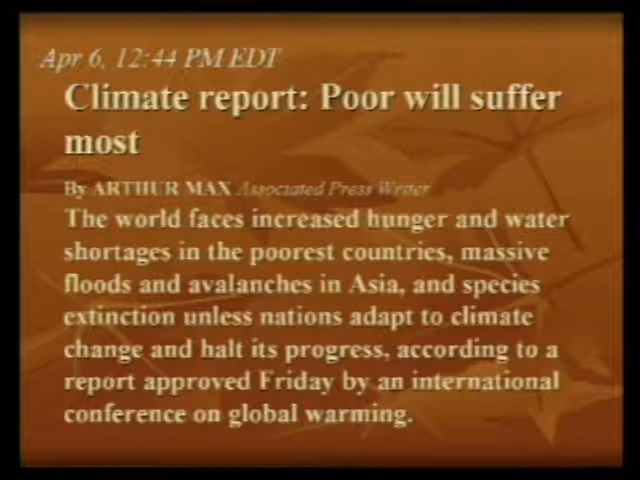 Apr 6, 12:44 PM EDT
Climate report: Poor will suffer
most
By ARTHUR MAX Associated Press Writer
The world faces increased hunger and water
shortages in the poorest countries, massive
floods and avalanches in Asia, and species
extinction unless nations adapt to climate
change and halt its progress, according to a
report approved Friday by an international
conference on global warming.